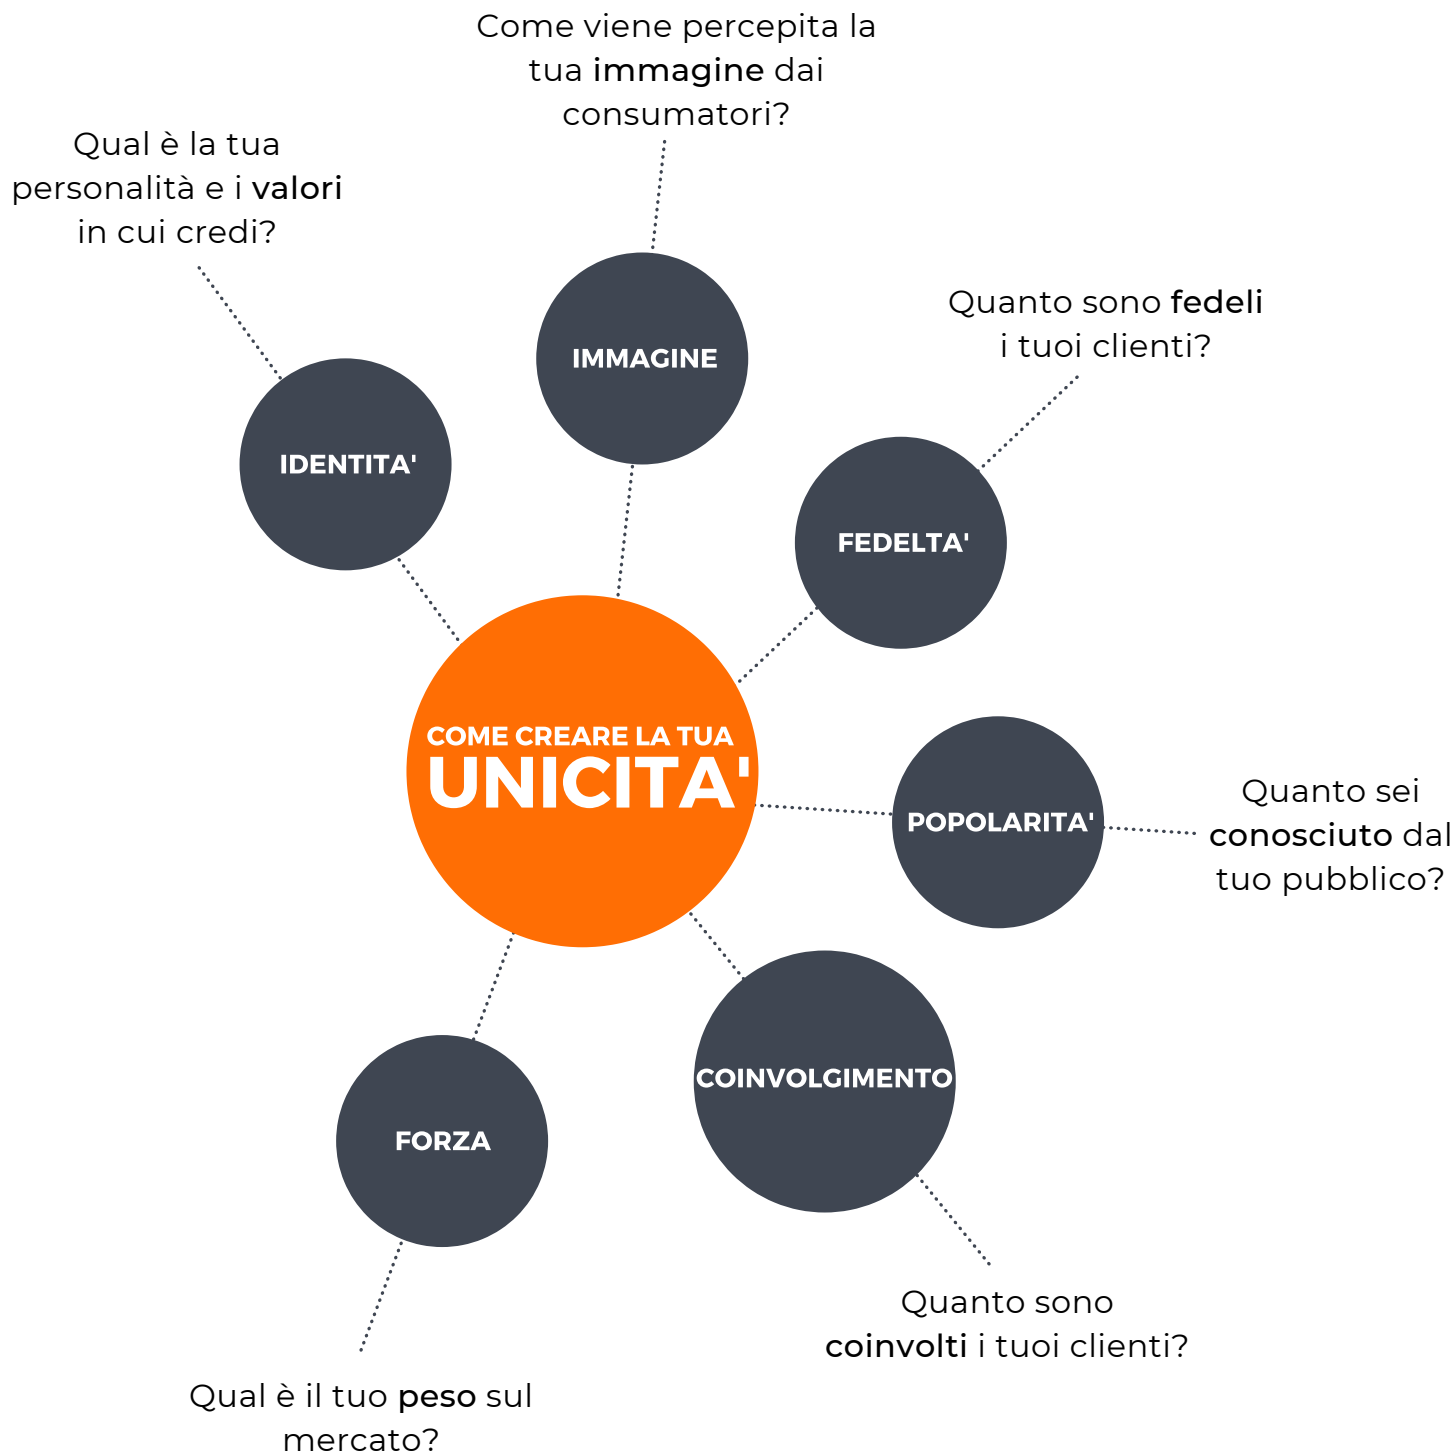 Come viene percepita la
tua immagine dai
consumatori?
Qual è la tua
personalità e i valori
in cui credi?
Quanto sono fedeli
i tuoi clienti?
IMMAGINE
IDENTITA'
FEDELTA'
COME CREARE LA TUA
UNICITA'
POPOLARITA'
Quanto sei
conosciuto dal
tuo pubblico?
COINVOLGIMENTO
FORZA
Quanto sono
coinvolti i tuoi clienti?
Qual è il tuo peso sul
mercato?